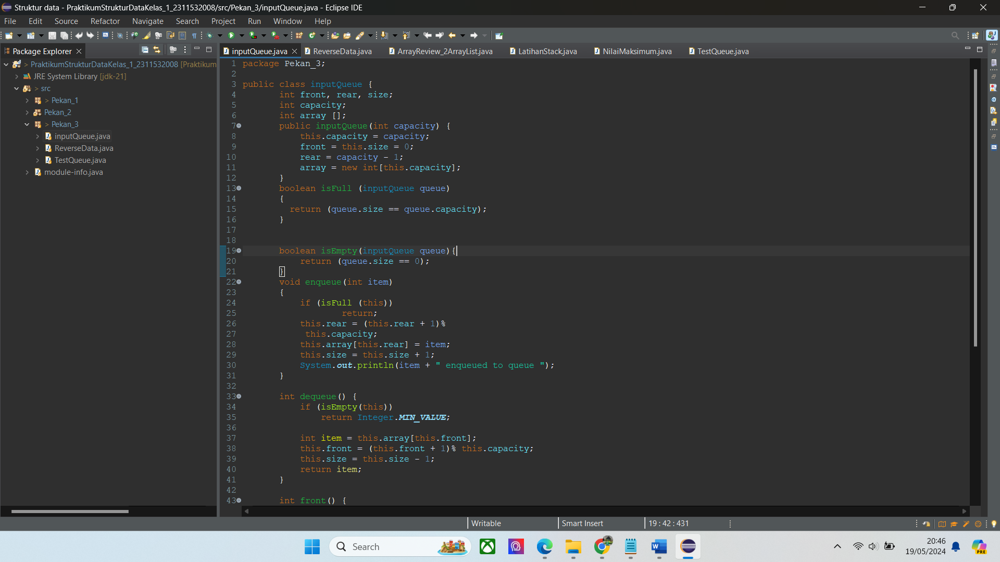 Struktur data - PraktikumStrukturDataKelas_1_2311532008/src/Pekan_3/inputQueue.java - Eclipse IDE
File Edit Source Refactor Navigate Search Project Run Window Help
Package Explorer
inputQueue.java ReverseData.java ArrayReview_2ArrayList.java LatihanStack.java NilaiMaksimum.java TestQueue.java
> PraktikumStrukturDataKelas_1_2311532008 [Praktikum
JRE System Library [jdk-21]
> src
> Pekan_1
Pekan_2
> Pekan_3
inputQueue.java
ReverseData.java
TestQueue.java
module-info.java
1 package Pekan_3;
2
3 public class inputQueue {
4 int front, rear, size;
5 int capacity;
6 int array [];
7 public inputQueue(int capacity) {
8 this.capacity = capacity;
9 front = this.size = 0;
10 rear = capacity - 1;
11 array = new int[this.capacity];
12 }
13 boolean isFull (inputQueue queue)
14 {
15 return (queue.size == queue.capacity);
16 }
17
18
19 boolean isEmpty(inputQueue queue){
20 return (queue.size == 0);
21 }
22 void enqueue(int item)
23 {
24 if (isFull (this))
25 return;
26 this.rear = (this.rear + 1)%
27 this.capacity;
28 this.array[this.rear] = item;
29 this.size = this.size + 1;
30 System.out.println(item + " enqueued to queue ");
31 }
32
33 int dequeue() {
34 if (isEmpty(this))
35 return Integer.MIN_VALUE;
36
37 int item = this.array[this.front];
38 this.front = (this.front + 1)% this.capacity;
39 this.size = this.size - 1;
40 return item;
41 }
42
43 int front() {
Writable Smart Insert 19 : 42 : 431
Search
20:46
19/05/2024
PRE